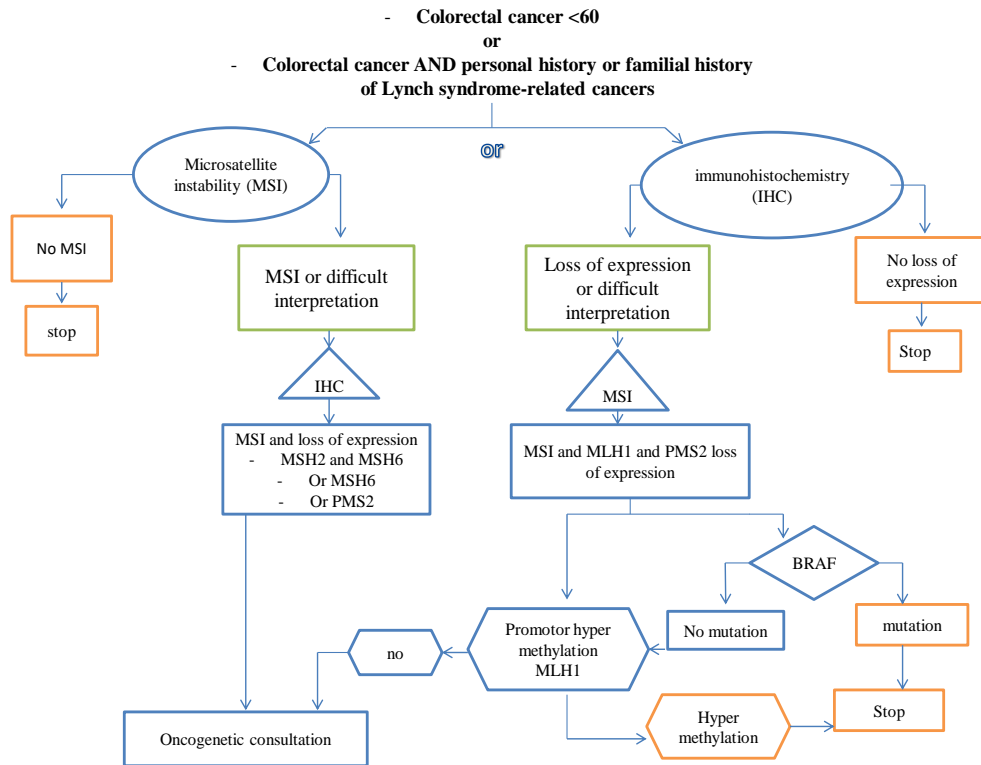 - Colorectal cancer <60
or
- Colorectal cancer AND personal history or familial history
of Lynch syndrome-related cancers
or
Microsatellite
instability (MSI)
immunohistochemistry
(IHC)
No MSI
stop
MSI or difficult
interpretation
Loss of expression
or difficult
interpretation
No loss of
expression
Stop
IHC
MSI
MSI and loss of expression
- MSH2 and MSH6
- Or MSH6
- Or PMS2
MSI and MLH1 and PMS2 loss
of expression
BRAF
No mutation
mutation
Promotor hyper
methylation
MLH1
no
Hyper
methylation
Stop
Oncogenetic consultation